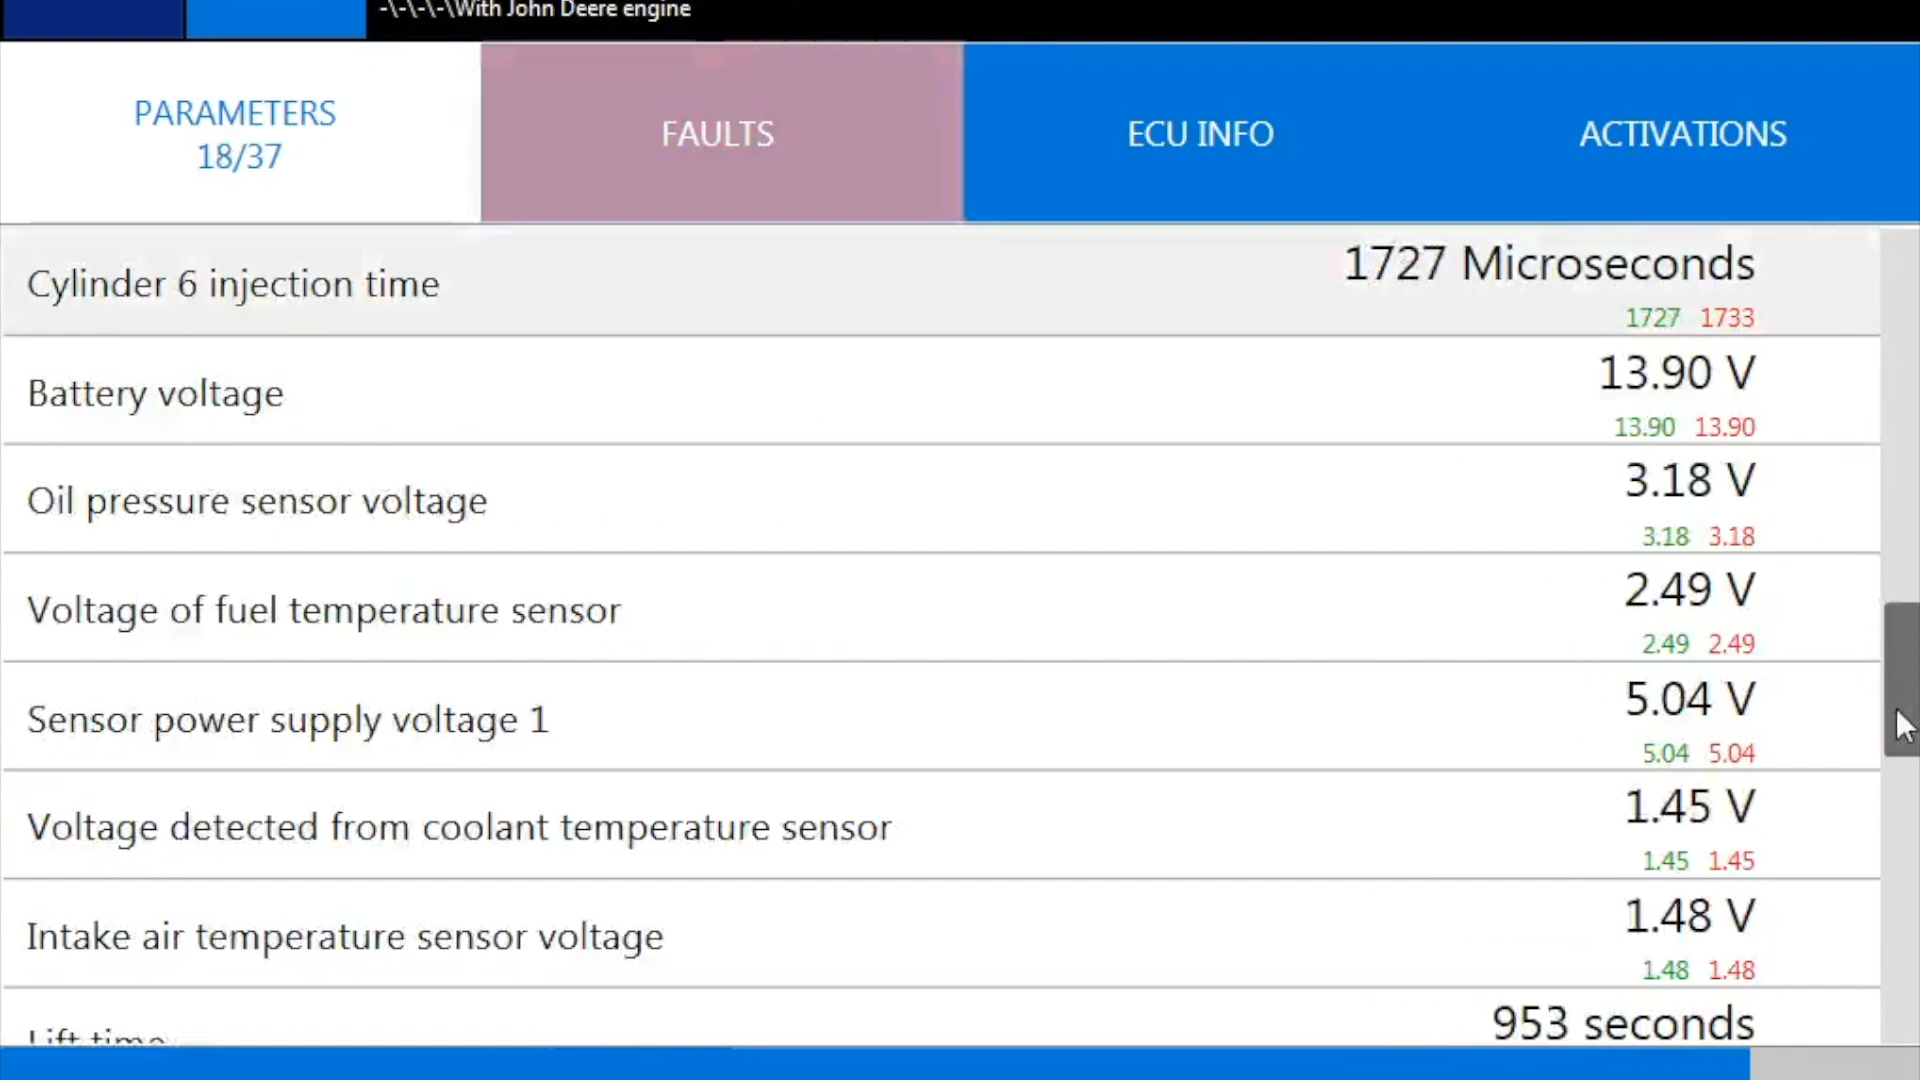 -\-\-\-\With John Deere engine
PARAMETERS
18/37
FAULTS
ECU INFO
ACTIVATIONS
Cylinder 6 injection time
1727 Microseconds
1727 1733
Battery voltage
13.90 V
13.90 13.90
Oil pressure sensor voltage
3.18 V
3.18 3.18
Voltage of fuel temperature sensor
2.49 V
2.49 2.49
Sensor power supply voltage 1
5.04 V
5.04 5.04
Voltage detected from coolant temperature sensor
1.45 V
1.45 1.45
Intake air temperature sensor voltage
1.48 V
1.48 1.48
Lift time
953 seconds